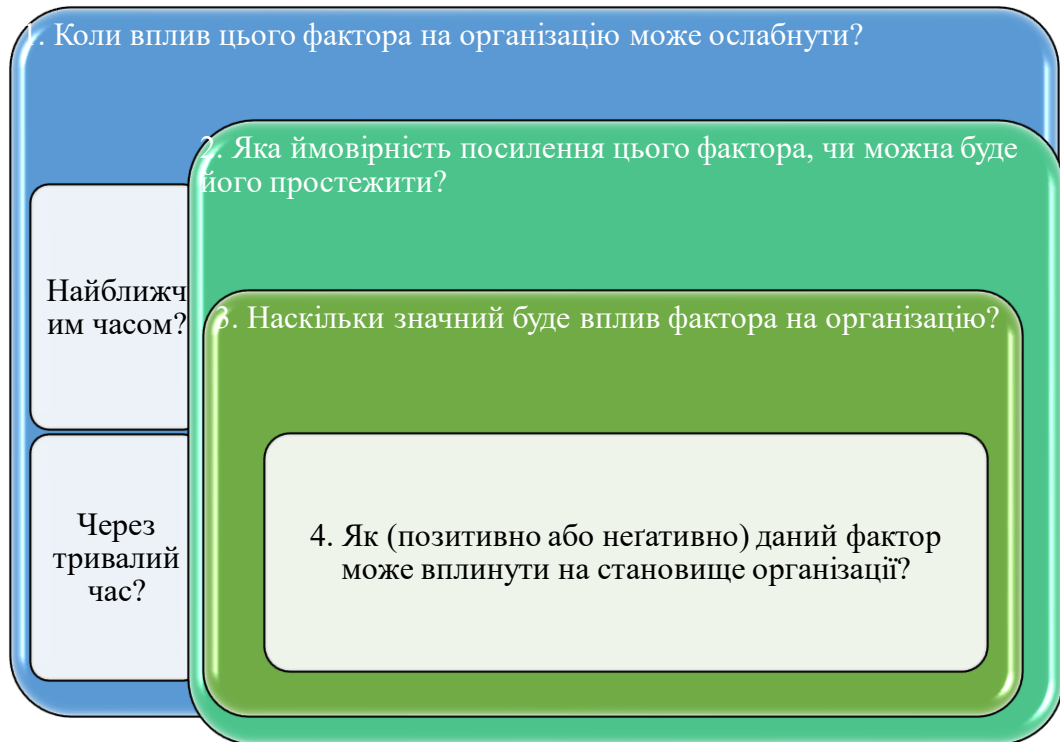 1. Коли вплив цього фактора на організацію може ослабнути?
2. Яка ймовірність посилення цього фактора, чи можна буде
його простежити?
Найближч
им часом?
3. Наскільки значний буде вплив фактора на організацію?
Через
тривалий
час?
4. Як (позитивно або неґативно) даний фактор
може вплинути на становище організації?